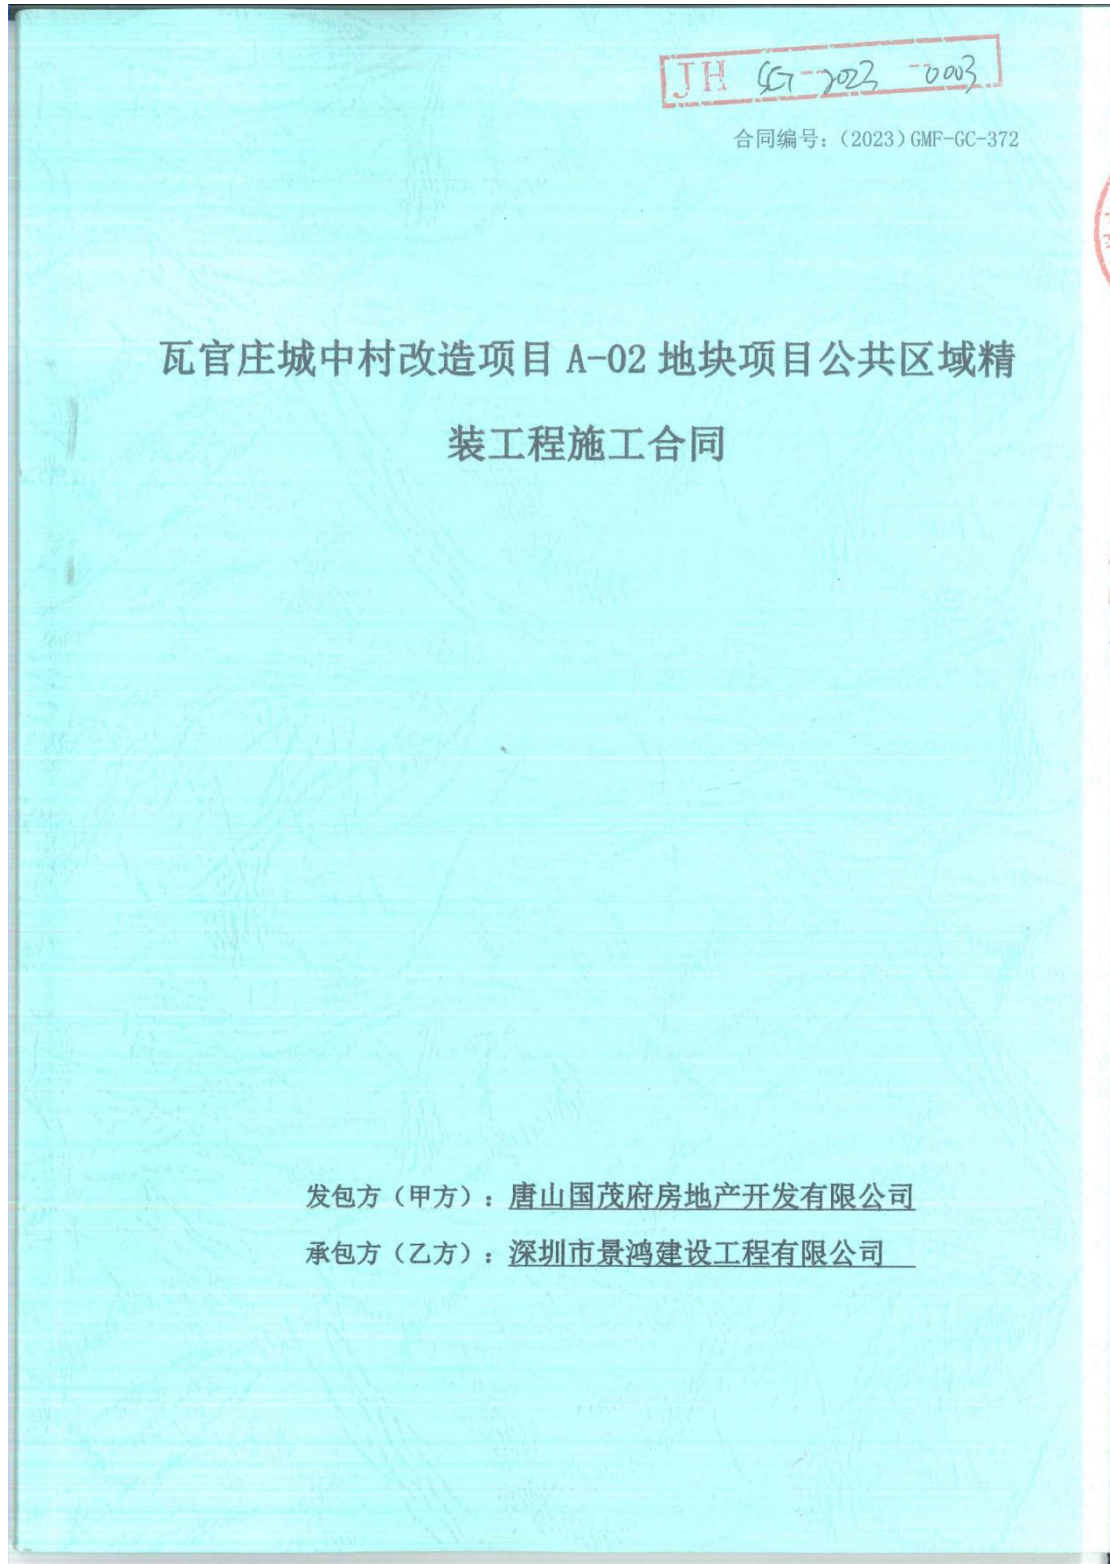 JH SG-2023-0003
合同编号：(2023)GMF-GC-372
瓦官庄城中村改造项目 A-02 地块项目公共区域精
装工程施工合同
发包方（甲方）：唐山国茂府房地产开发有限公司
承包方（乙方）：深圳市景鸿建设工程有限公司